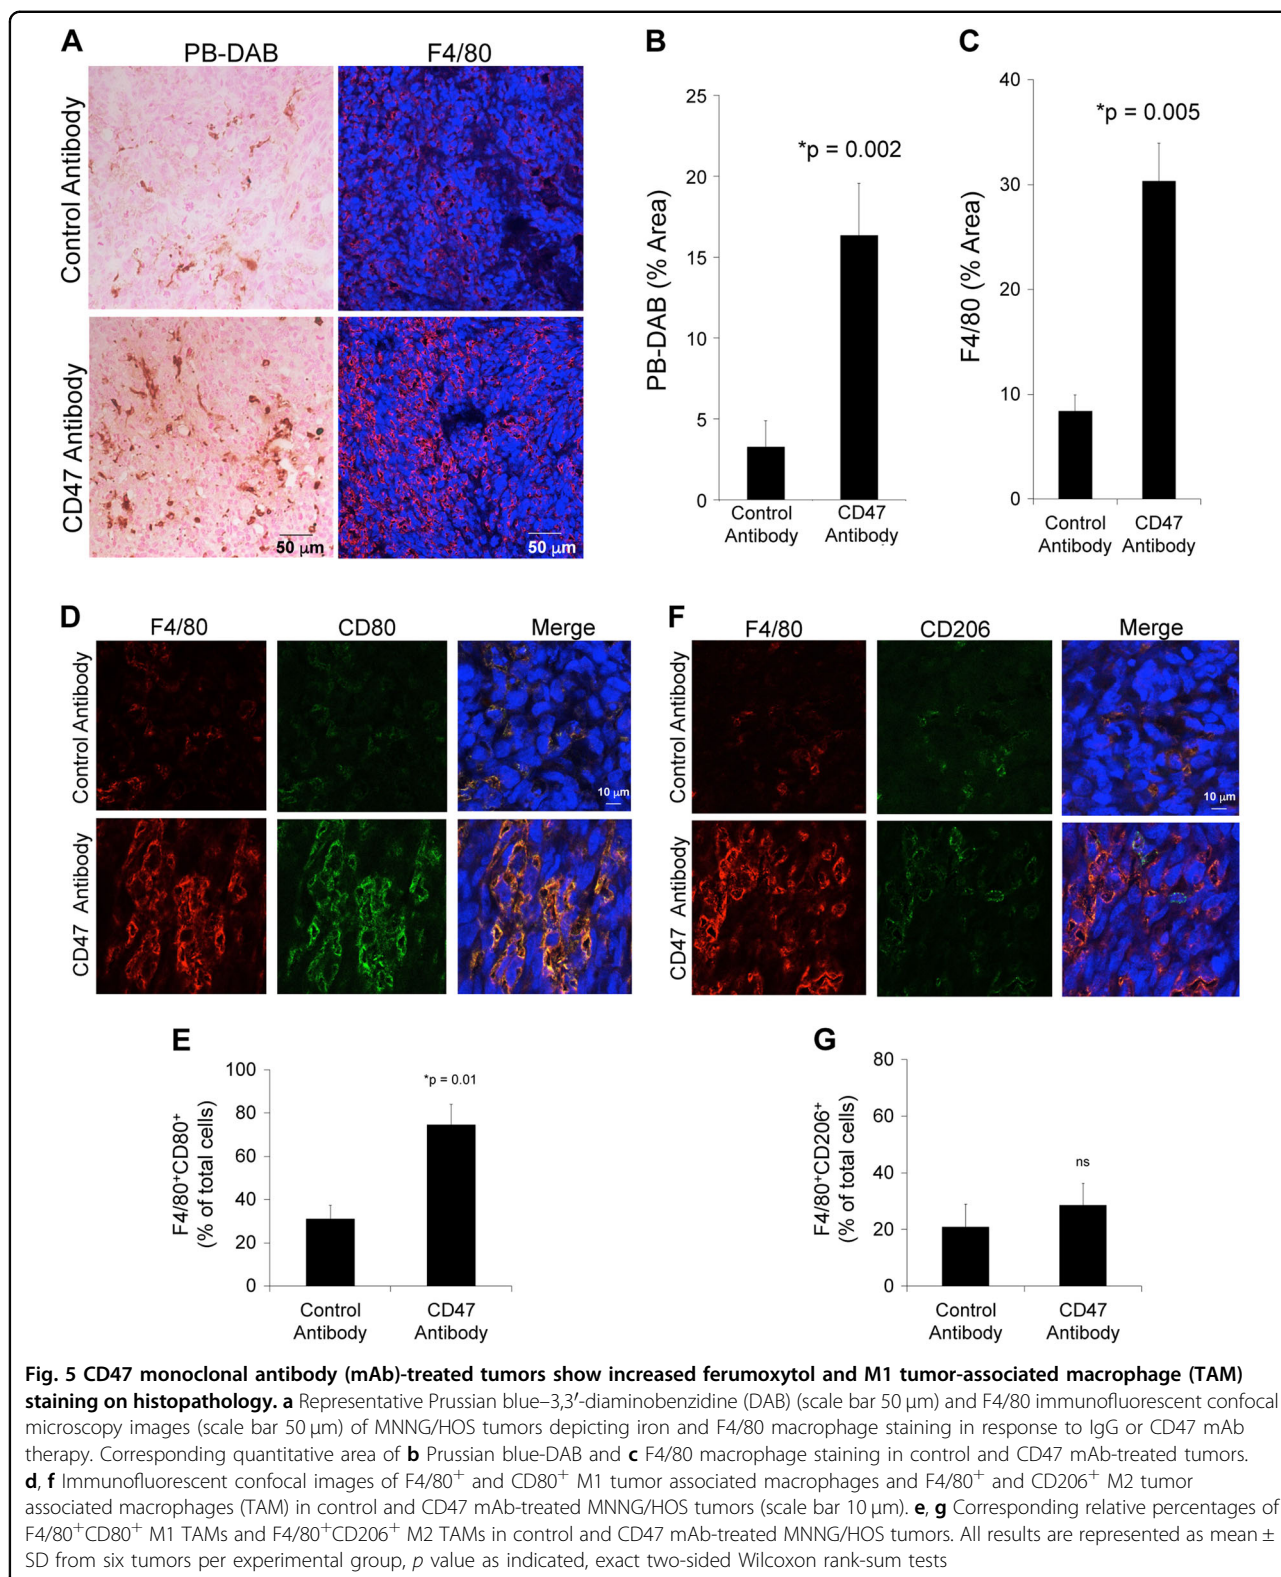 A
PB-DAB
F4/80
Control Antibody
CD47 Antibody
50 μm
50 μm
B
25
20
15
10
5
0
PB-DAB (% Area)
*p = 0.002
Control
Antibody
CD47
Antibody
C
40
30
20
10
0
F4/80 (% Area)
*p = 0.005
Control
Antibody
CD47
Antibody
D
F4/80
CD80
Merge
Control Antibody
CD47 Antibody
10 μm
F
F4/80
CD206
Merge
Control Antibody
CD47 Antibody
10 μm
E
100
80
60
40
20
0
F4/80⁺CD80⁺
(% of total cells)
*p = 0.01
Control
Antibody
CD47
Antibody
G
80
60
40
20
0
F4/80⁺CD206⁺
(% of total cells)
ns
Control
Antibody
CD47
Antibody
Fig. 5 CD47 monoclonal antibody (mAb)-treated tumors show increased ferumoxytol and M1 tumor-associated macrophage (TAM)
staining on histopathology. a Representative Prussian blue–3,3′-diaminobenzidine (DAB) (scale bar 50 μm) and F4/80 immunofluorescent confocal
microscopy images (scale bar 50 μm) of MNNG/HOS tumors depicting iron and F4/80 macrophage staining in response to IgG or CD47 mAb
therapy. Corresponding quantitative area of b Prussian blue-DAB and c F4/80 macrophage staining in control and CD47 mAb-treated tumors.
d, f Immunofluorescent confocal images of F4/80⁺ and CD80⁺ M1 tumor associated macrophages and F4/80⁺ and CD206⁺ M2 tumor
associated macrophages (TAM) in control and CD47 mAb-treated MNNG/HOS tumors (scale bar 10 μm). e, g Corresponding relative percentages of
F4/80⁺CD80⁺ M1 TAMs and F4/80⁺CD206⁺ M2 TAMs in control and CD47 mAb-treated MNNG/HOS tumors. All results are represented as mean ±
SD from six tumors per experimental group, p value as indicated, exact two-sided Wilcoxon rank-sum tests